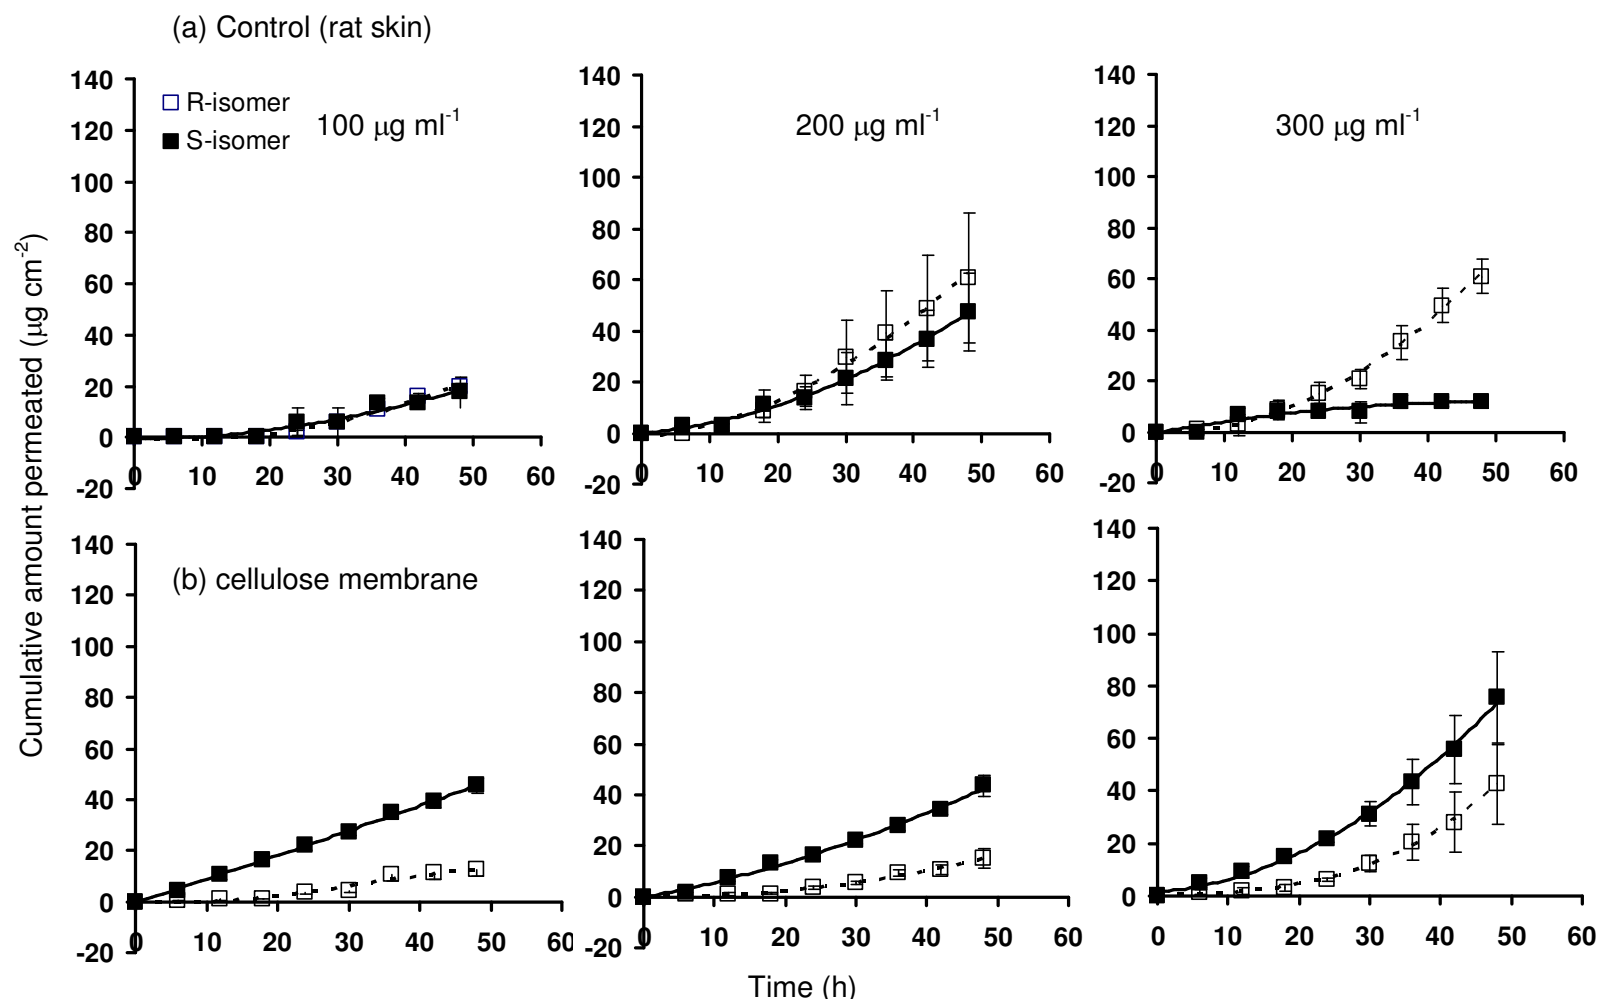 (a) Control (rat skin)
140 120 100 80 60 40 20 0 -20
R-isomer
S-isomer
100 μg ml-1
0 10 20 30 40 50 60
140 120 100 80 60 40 20 0 -20
200 μg ml-1
0 10 20 30 40 50 60
140 120 100 80 60 40 20 0 -20
300 μg ml-1
0 10 20 30 40 50 60
Cumulative amount permeated (μg cm-2)
(b) cellulose membrane
140 120 100 80 60 40 20 0 -20
0 10 20 30 40 50 60
140 120 100 80 60 40 20 0 -20
0 10 20 30 40 50 60
140 120 100 80 60 40 20 0
0 10 20 30 40 50 60
Time (h)